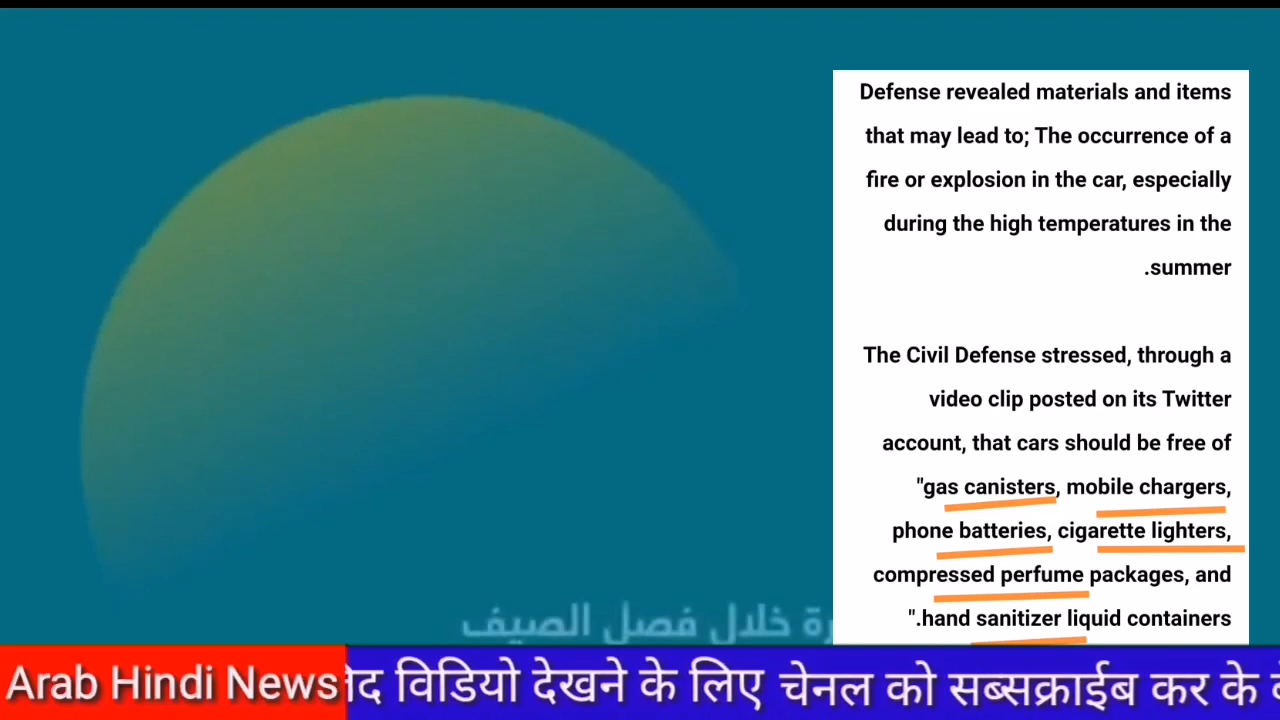 Defense revealed materials and items
that may lead to; The occurrence of a
fire or explosion in the car, especially
during the high temperatures in the
.summer
The Civil Defense stressed, through a
video clip posted on its Twitter
account, that cars should be free of
"gas canisters, mobile chargers,
phone batteries, cigarette lighters,
compressed perfume packages, and
".hand sanitizer liquid containers
خلال فصل الصيف
Arab Hindi News
विडियो देखने के लिए चेनल को सब्सक्राईब कर के